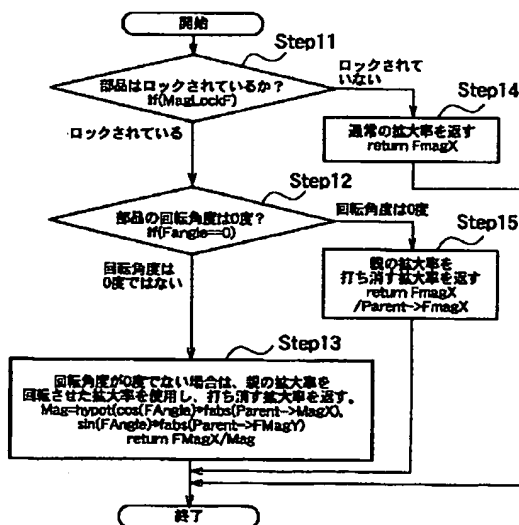 開始
Step11
部品はロックされているか?
if(MagLockF)
ロックされて
いない
Step14
通常の拡大率を返す
return FmagX
ロックされている
Step12
部品の回転角度は0度?
if(Fangle==0)
回転角度は0度
Step15
親の拡大率を
打ち消す拡大率を返す
return FmagX
/Parent->FmagX
回転角度は
0度ではない
Step13
回転角度が0度でない場合は、親の拡大率を
回転させた拡大率を使用し、打ち消す拡大率を返す。
Mag=hypot(cos(FAngle)*fabs(Parent->MagX),
sin(FAngle)*fabs(Parent->FMagY)
return FMagX/Mag
終了